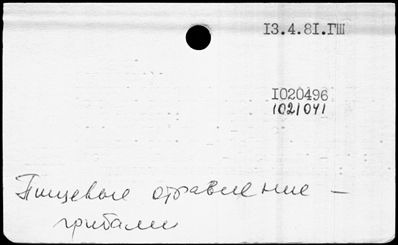 13.4.81.ГШ
1020496
1021041
Пищевые отравление —
грибами